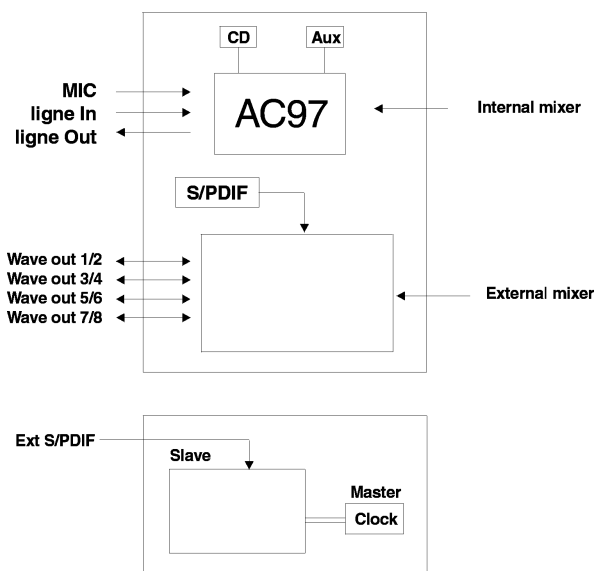 CD
Aux
MIC
ligne In
ligne Out
AC97
Internal mixer
S/PDIF
Wave out 1/2
Wave out 3/4
Wave out 5/6
Wave out 7/8
External mixer
Ext S/PDIF
Slave
Master
Clock